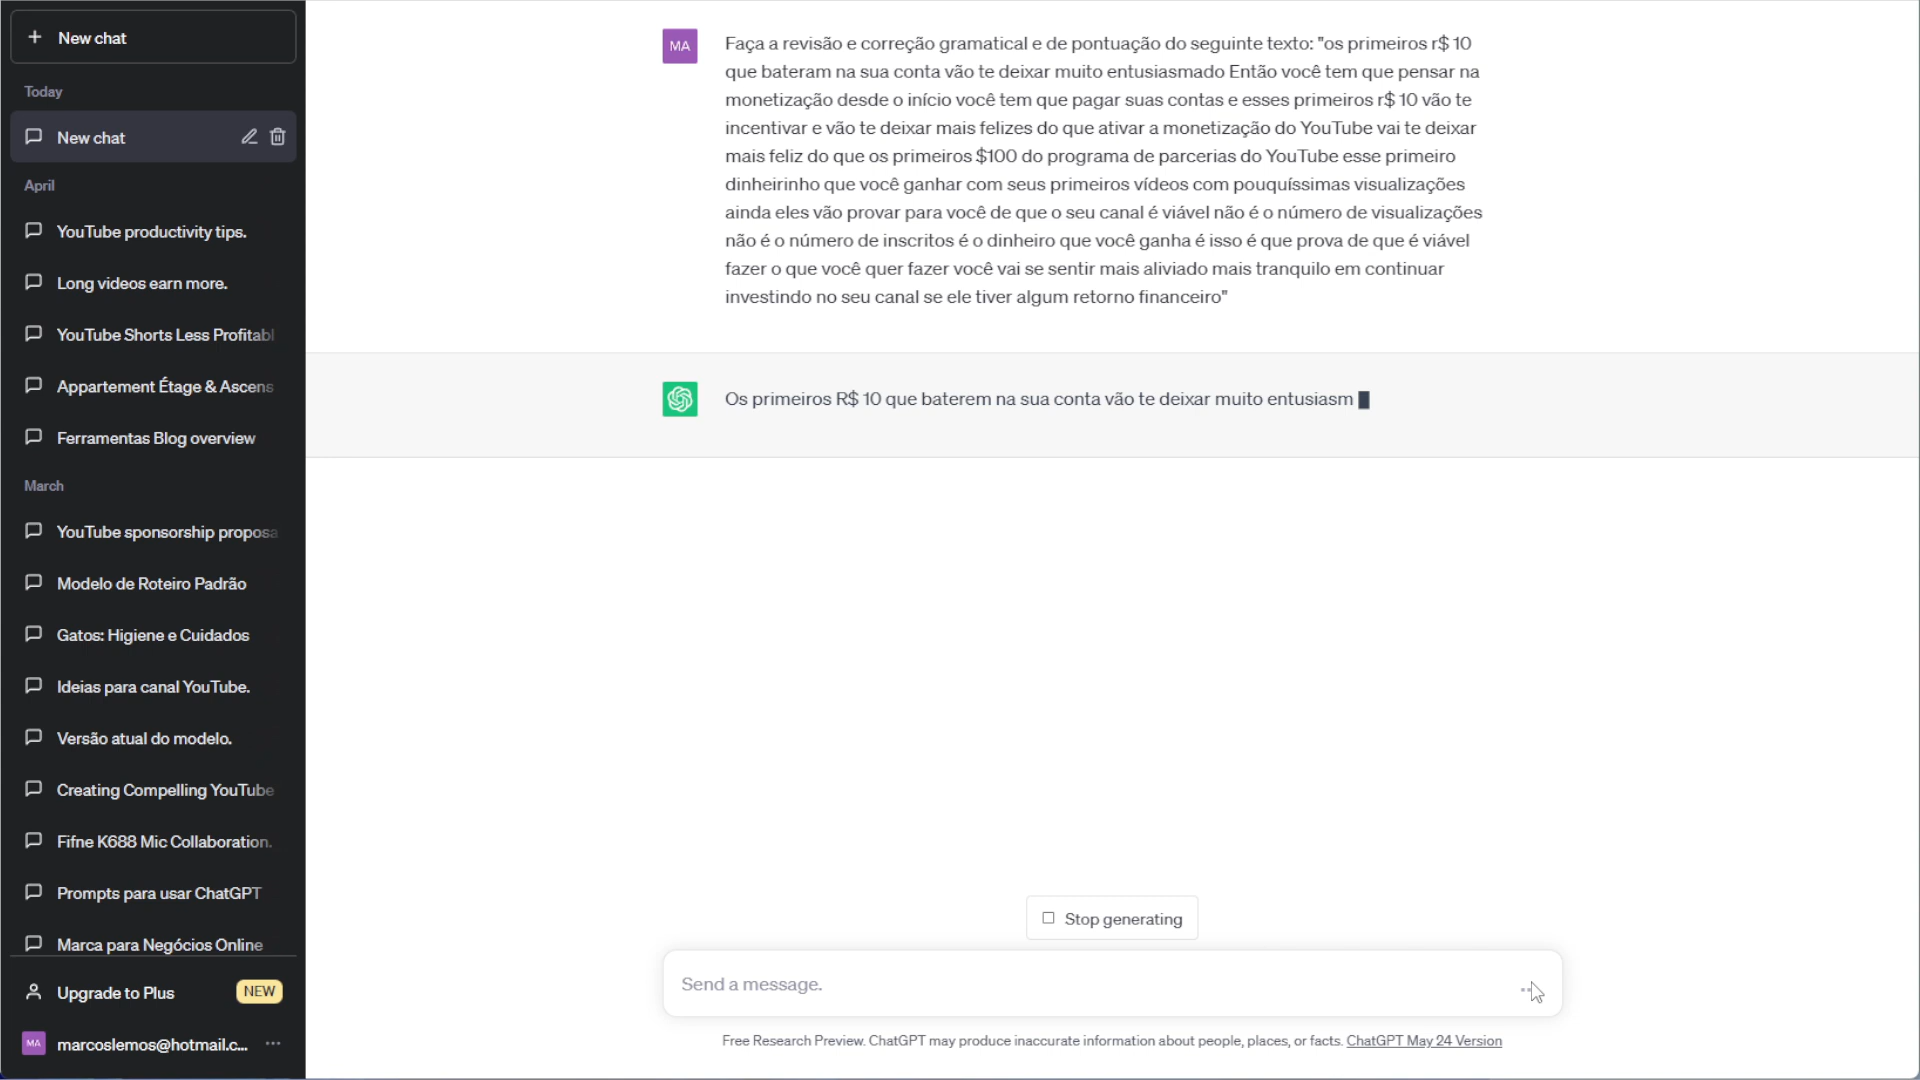 New chat
Today
New chat
April
YouTube productivity tips.
Long videos earn more.
YouTube Shorts Less Profitabl
Appartement Étage & Ascens
Ferramentas Blog overview
March
YouTube sponsorship proposa
Modelo de Roteiro Padrão
Gatos: Higiene e Cuidados
Ideias para canal YouTube.
Versão atual do modelo.
Creating Compelling YouTube
Fifne K688 Mic Collaboration.
Prompts para usar ChatGPT
Marca para Negócios Online
Upgrade to Plus NEW
MA marcoslemos@hotmail.c... ...
MA
Faça a revisão e correção gramatical e de pontuação do seguinte texto: "os primeiros r$ 10
que bateram na sua conta vão te deixar muito entusiasmado Então você tem que pensar na
monetização desde o início você tem que pagar suas contas e esses primeiros r$ 10 vão te
incentivar e vão te deixar mais felizes do que ativar a monetização do YouTube vai te deixar
mais feliz do que os primeiros $100 do programa de parcerias do YouTube esse primeiro
dinheirinho que você ganhar com seus primeiros vídeos com pouquíssimas visualizações
ainda eles vão provar para você de que o seu canal é viável não é o número de visualizações
não é o número de inscritos é o dinheiro que você ganha é isso é que prova de que é viável
fazer o que você quer fazer você vai se sentir mais aliviado mais tranquilo em continuar
investindo no seu canal se ele tiver algum retorno financeiro"
Os primeiros R$ 10 que baterem na sua conta vão te deixar muito entusiasm
Stop generating
Send a message.
Free Research Preview. ChatGPT may produce inaccurate information about people, places, or facts. ChatGPT May 24 Version